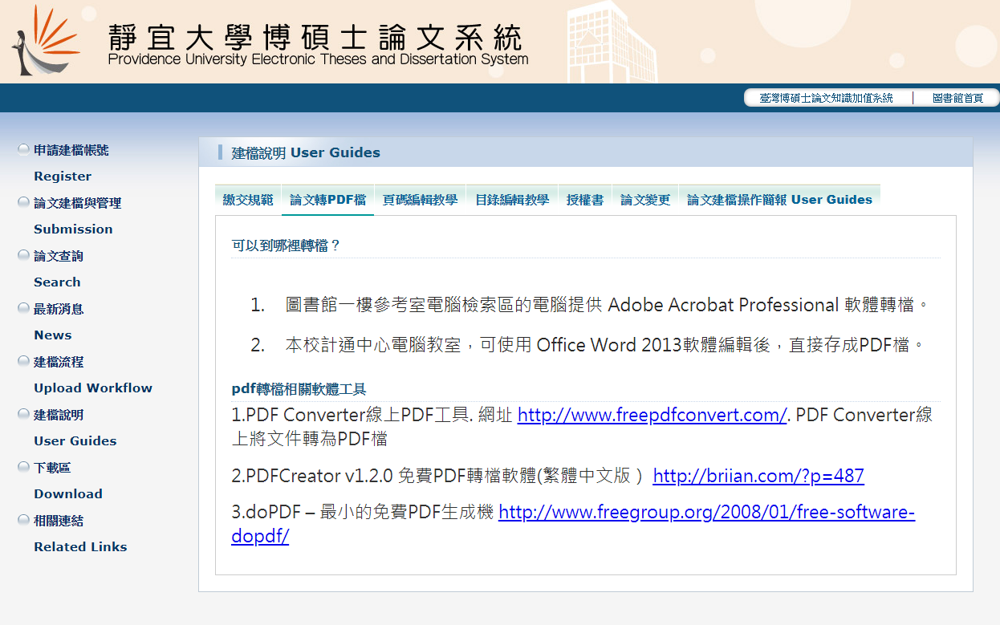 靜宜大學博碩士論文系統
Providence University Electronic Theses and Dissertation System
臺灣博碩士論文知識加值系統 | 圖書館首頁
申請建檔帳號
Register
論文建檔與管理
Submission
論文查詢
Search
最新消息
News
建檔流程
Upload Workflow
建檔說明
User Guides
下載區
Download
相關連結
Related Links
建檔說明 User Guides
繳交規範 論文轉PDF檔 頁碼編輯教學 目錄編輯教學 授權書 論文變更 論文建檔操作簡報 User Guides
可以到哪裡轉檔？
1. 圖書館一樓參考室電腦檢索區的電腦提供 Adobe Acrobat Professional 軟體轉檔。
2. 本校計通中心電腦教室，可使用 Office Word 2013軟體編輯後，直接存成PDF檔。
pdf轉檔相關軟體工具
1.PDF Converter線上PDF工具. 網址 http://www.freepdfconvert.com/. PDF Converter線
上將文件轉為PDF檔
2.PDFCreator v1.2.0 免費PDF轉檔軟體(繁體中文版） http://briian.com/?p=487
3.doPDF – 最小的免費PDF生成機 http://www.freegroup.org/2008/01/free-software-
dopdf/